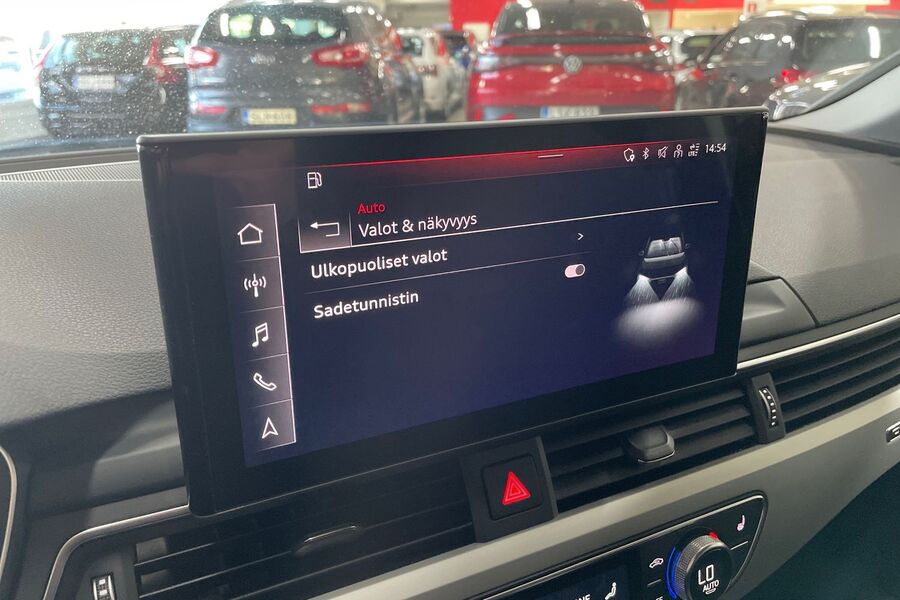 14:54
Auto
Valot & näkyvyys
Ulkopuoliset valot
Sadetunnistin
LO
AUTO